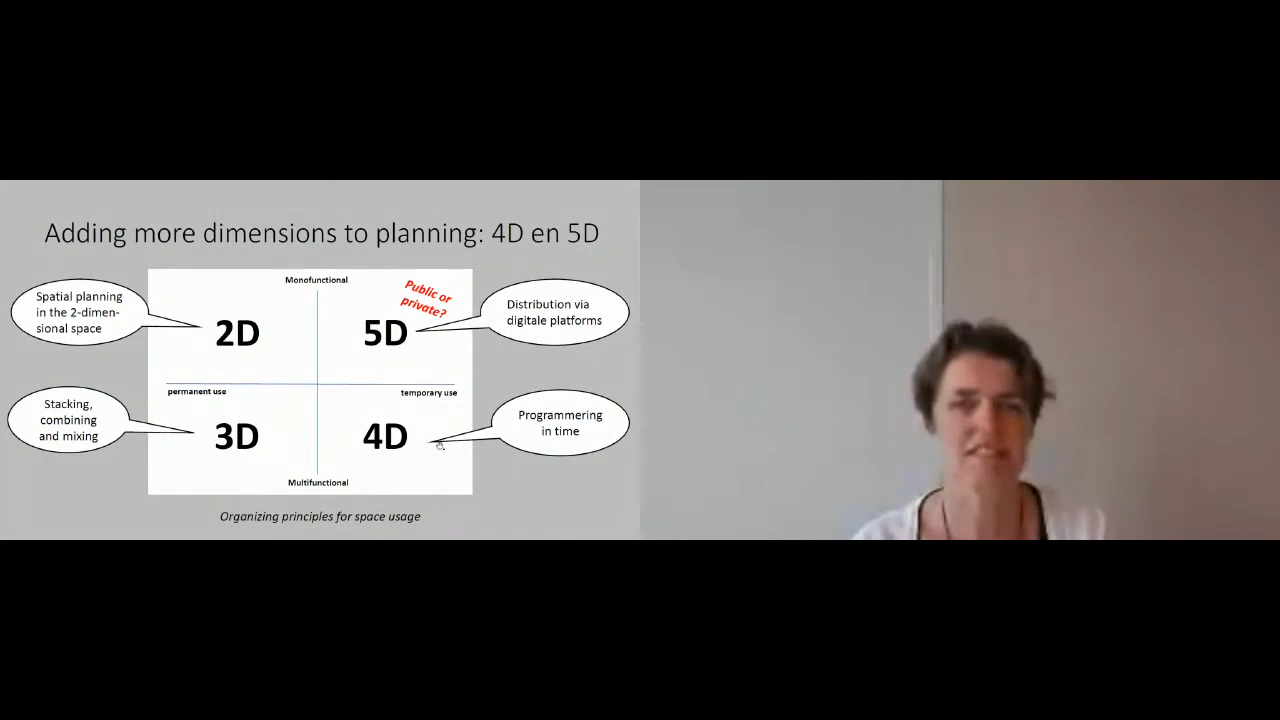 Adding more dimensions to planning: 4D en 5D
Monofunctional
Public or
private?
Spatial planning
in the 2-dimen-
sional space
2D
5D
Distribution via
digitale platforms
permanent use
temporary use
Stacking,
combining
and mixing
3D
4D
Programmering
in time
Multifunctional
Organizing principles for space usage